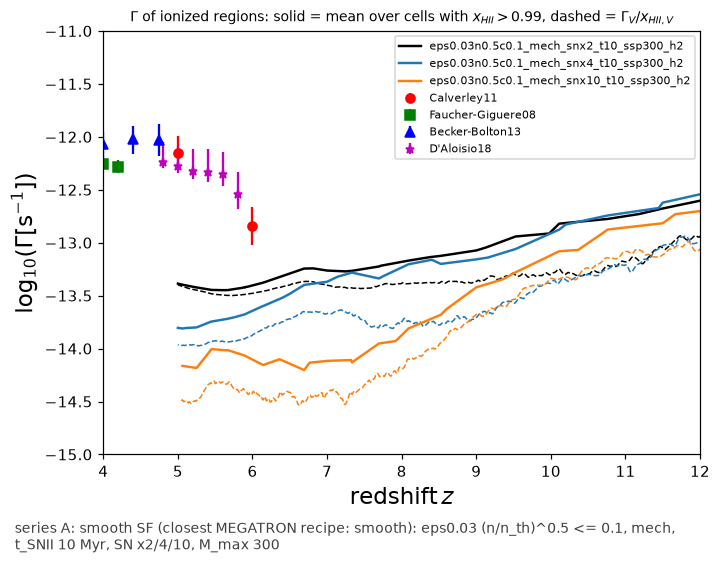 Γ of ionized regions: solid = mean over cells with x_HII > 0.99, dashed = Γ_V/x_HII,V
eps0.03n0.5c0.1_mech_snx2_t10_ssp300_h2
eps0.03n0.5c0.1_mech_snx4_t10_ssp300_h2
eps0.03n0.5c0.1_mech_snx10_t10_ssp300_h2
Calverley11
Faucher-Giguere08
Becker-Bolton13
D'Aloisio18
log₁₀(Γ[s⁻¹])
−11.0
−11.5
−12.0
−12.5
−13.0
−13.5
−14.0
−14.5
−15.0
4 5 6 7 8 9 10 11 12
redshift z
series A: smooth SF (closest MEGATRON recipe: smooth): eps0.03 (n/n_th)^0.5 <= 0.1, mech,
t_SNII 10 Myr, SN x2/4/10, M_max 300